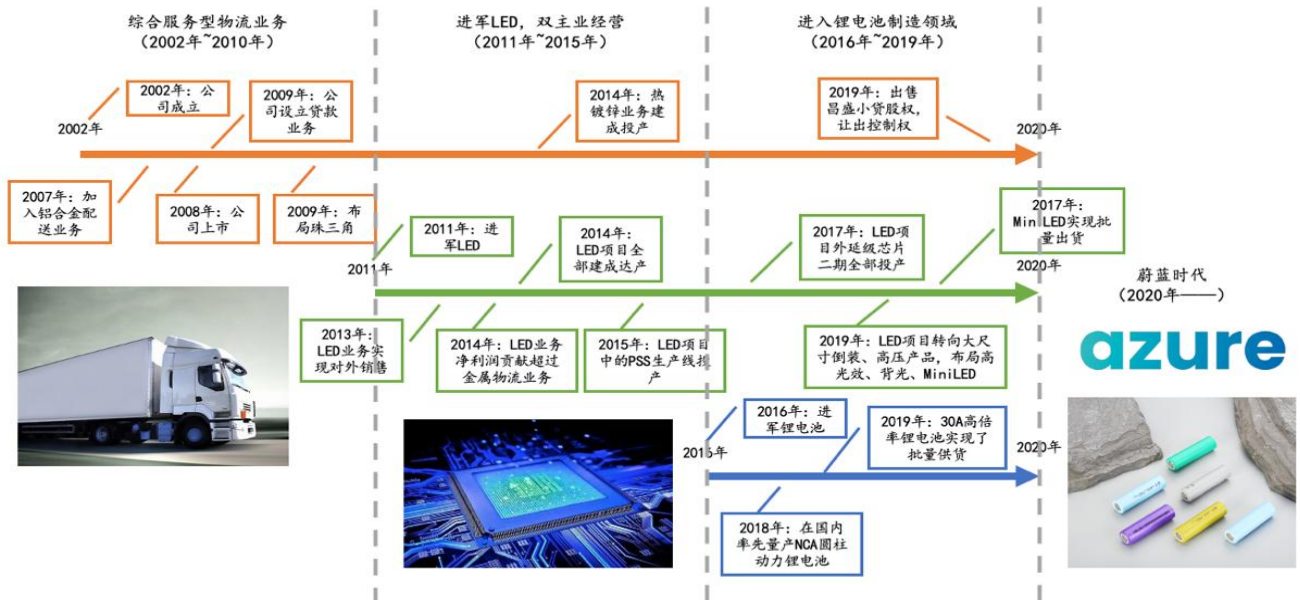 综合服务型物流业务
（2002年~2010年）
进军LED，双主业经营
（2011年~2015年）
进入锂电池制造领域
（2016年~2019年）
2002年：公
司成立
2009年：公
司设立贷款
业务
2014年：热
镀锌业务建
成投产
2019年：出售
昌盛小贷股权，
让出控制权
2002年
2020年
2007年：加
入铝合金配
送业务
2008年：公
司上市
2009年：布
局珠三角
2011年：进
军LED
2014年：
LED项目全
部建成达产
2017年：LED项
目外延级芯片
二期全部投产
2017年：
MiniLED实现批
量出货
2011年
2020年
2013年：
LED业务实
现对外销售
2014年：LED业务
净利润贡献超过
金属物流业务
2015年：LED项目
中的PSS生产线投
产
2019年：LED项目转向大尺
寸倒装、高压产品，布局高
光效、背光、MiniLED
蔚蓝时代
（2020年——）
azure
2016年：进
军锂电池
2019年：30A高倍
率锂电池实现了
批量供货
2016年
2020年
2018年：在国内
率先量产NCA圆柱
动力锂电池